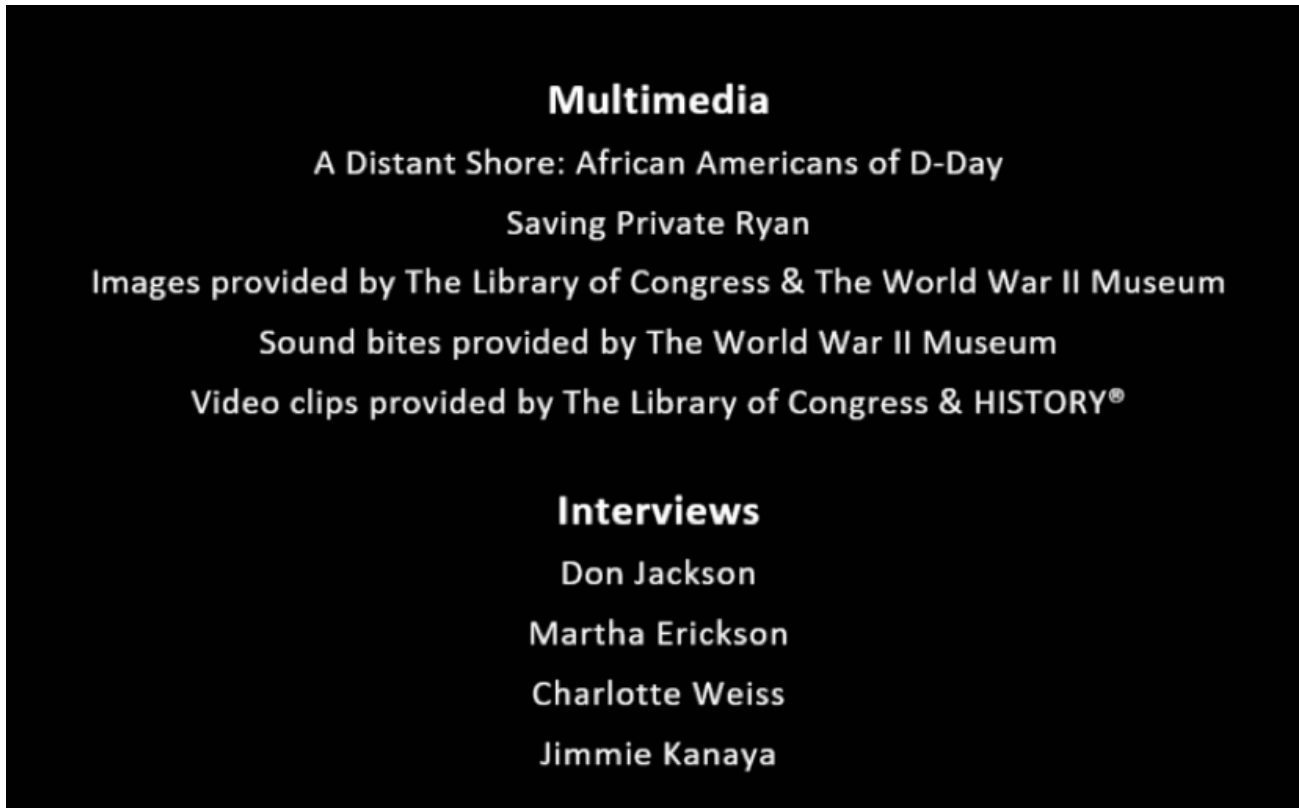 Multimedia
A Distant Shore: African Americans of D-Day
Saving Private Ryan
Images provided by The Library of Congress & The World War II Museum
Sound bites provided by The World War II Museum
Video clips provided by The Library of Congress & HISTORY®
Interviews
Don Jackson
Martha Erickson
Charlotte Weiss
Jimmie Kanaya